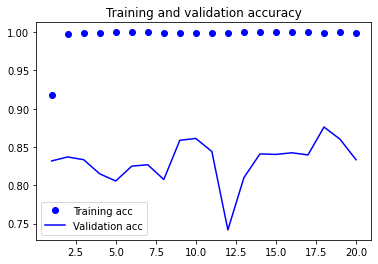 Training and validation accuracy
1.00
0.95
0.90
0.85
0.80
0.75
Training acc
Validation acc
2.5 5.0 7.5 10.0 12.5 15.0 17.5 20.0